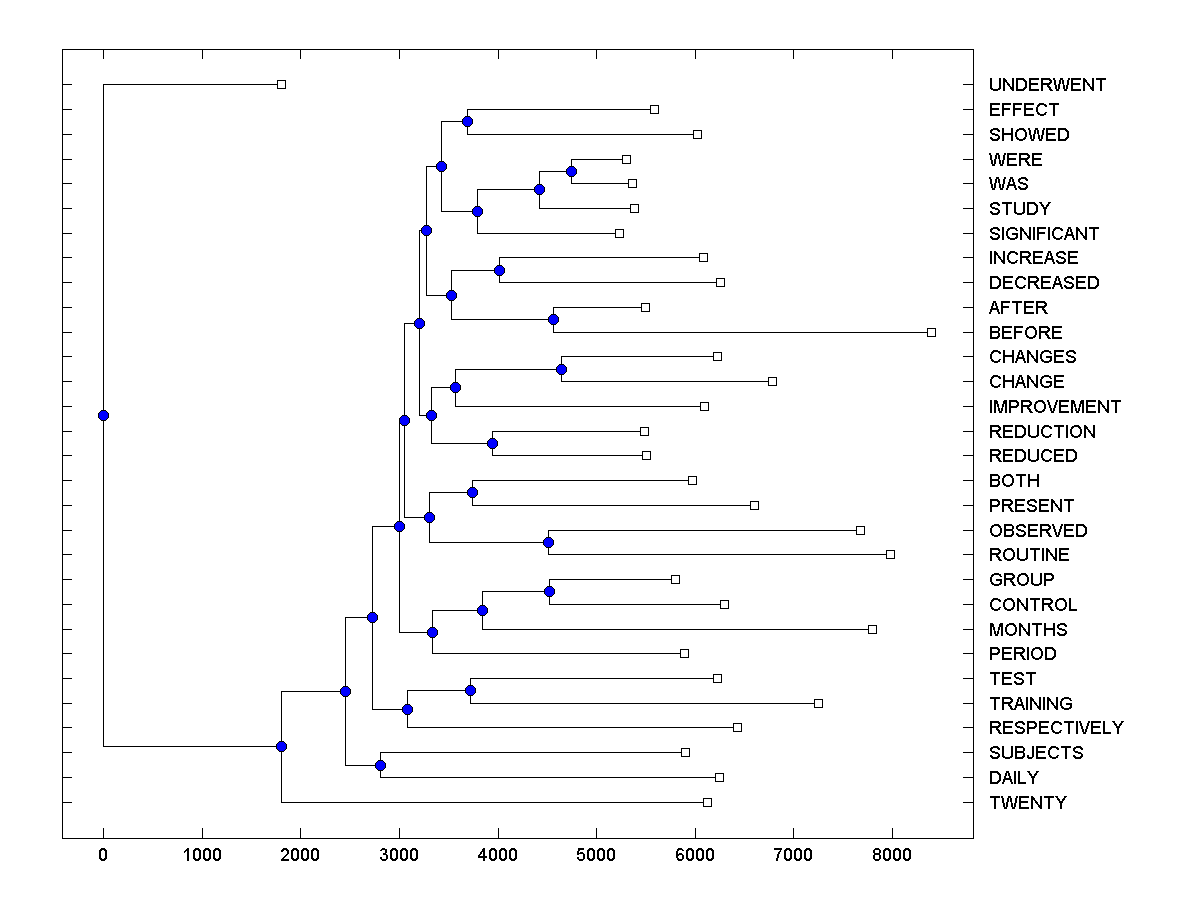 UNDERWENT
EFFECT
SHOWED
WERE
WAS
STUDY
SIGNIFICANT
INCREASE
DECREASED
AFTER
BEFORE
CHANGES
CHANGE
IMPROVEMENT
REDUCTION
REDUCED
BOTH
PRESENT
OBSERVED
ROUTINE
GROUP
CONTROL
MONTHS
PERIOD
TEST
TRAINING
RESPECTIVELY
SUBJECTS
DAILY
TWENTY
0 1000 2000 3000 4000 5000 6000 7000 8000